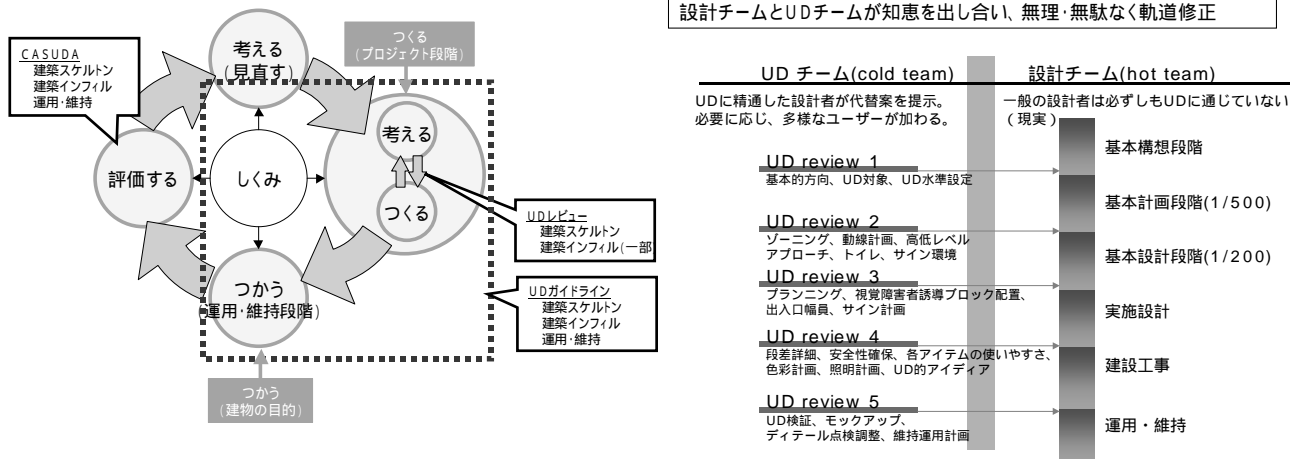 CASUDA
建築スケルトン
建築インフィル
運用・維持
考える
(見直す)
つくる
(プロジェクト段階)
考える
つくる
評価する
しくみ
つかう
(運用・維持段階)
UDレビュー
建築スケルトン
建築インフィル(一部
UDガイドライン
建築スケルトン
建築インフィル
運用・維持
つかう
(建物の目的)
設計チームとUDチームが知恵を出し合い、無理・無駄なく軌道修正
UD チーム(cold team)
UDに精通した設計者が代替案を提示。
必要に応じ、多様なユーザーが加わる。
UD review 1
基本的方向、UD対象、UD水準設定
UD review 2
ゾーニング、動線計画、高低レベル
アプローチ、トイレ、サイン環境
UD review 3
プランニング、視覚障害者誘導ブロック配置、
出入口幅員、サイン計画
UD review 4
段差詳細、安全性確保、各アイテムの使いやすさ、
色彩計画、照明計画、UD的アイディア
UD review 5
UD検証、モックアップ、
ディテール点検調整、維持運用計画
設計チーム(hot team)
一般の設計者は必ずしもUDに通じていない
(現実)
基本構想段階
基本計画段階(1/500)
基本設計段階(1/200)
実施設計
建設工事
運用・維持